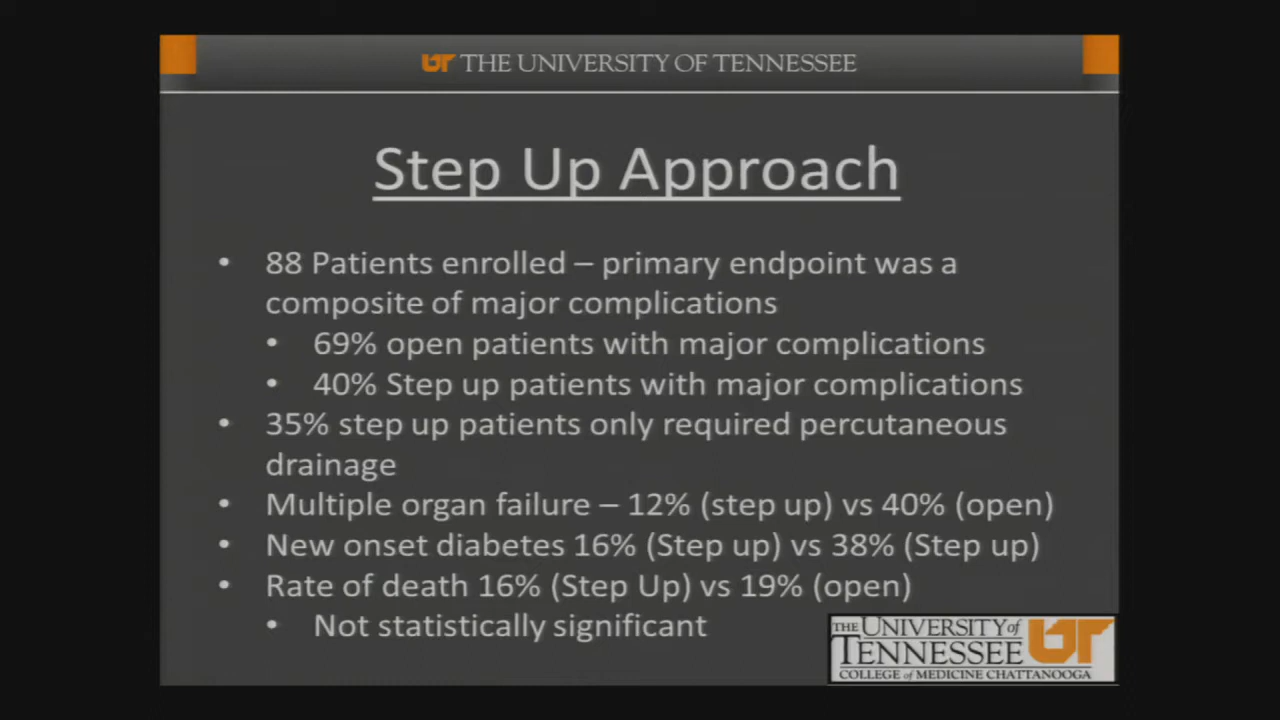 UT THE UNIVERSITY OF TENNESSEE
Step Up Approach
• 88 Patients enrolled – primary endpoint was a
composite of major complications
• 69% open patients with major complications
• 40% Step up patients with major complications
• 35% step up patients only required percutaneous
drainage
• Multiple organ failure – 12% (step up) vs 40% (open)
• New onset diabetes 16% (Step up) vs 38% (Step up)
• Rate of death 16% (Step Up) vs 19% (open)
• Not statistically significant
THE UNIVERSITY of
TENNESSEE UT
COLLEGE of MEDICINE CHATTANOOGA